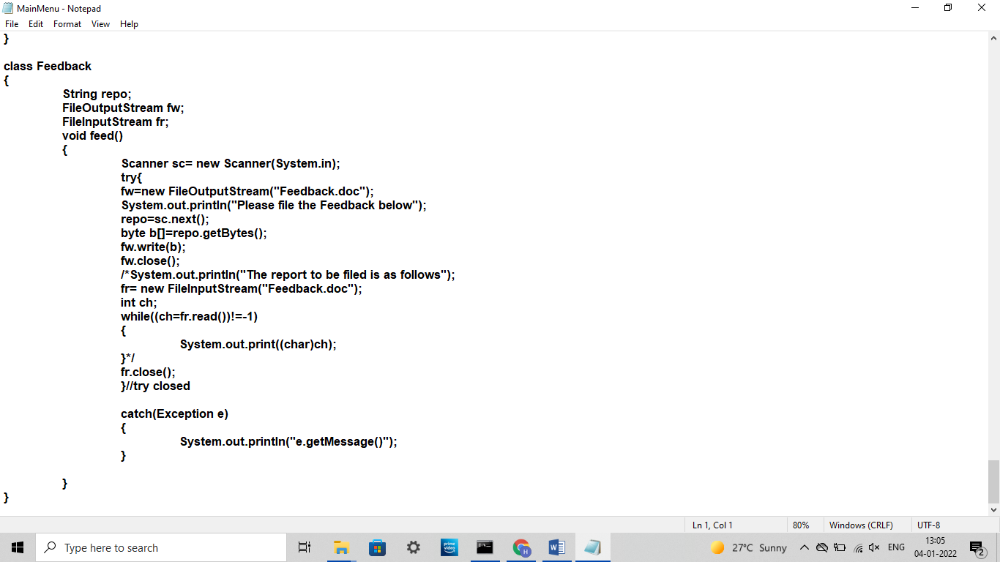 MainMenu - Notepad
File Edit Format View Help
}
class Feedback
{
String repo;
FileOutputStream fw;
FileInputStream fr;
void feed()
{
Scanner sc= new Scanner(System.in);
try{
fw=new FileOutputStream("Feedback.doc");
System.out.println("Please file the Feedback below");
repo=sc.next();
byte b[]=repo.getBytes();
fw.write(b);
fw.close();
/*System.out.println("The report to be filed is as follows");
fr= new FileInputStream("Feedback.doc");
int ch;
while((ch=fr.read())!=-1)
{
System.out.print((char)ch);
}*/
fr.close();
}//try closed
catch(Exception e)
{
System.out.println("e.getMessage()");
}
}
}
Ln 1, Col 1 80% Windows (CRLF) UTF-8
Type here to search
prime video
H
W
27°C Sunny
ENG
13:05
04-01-2022
2